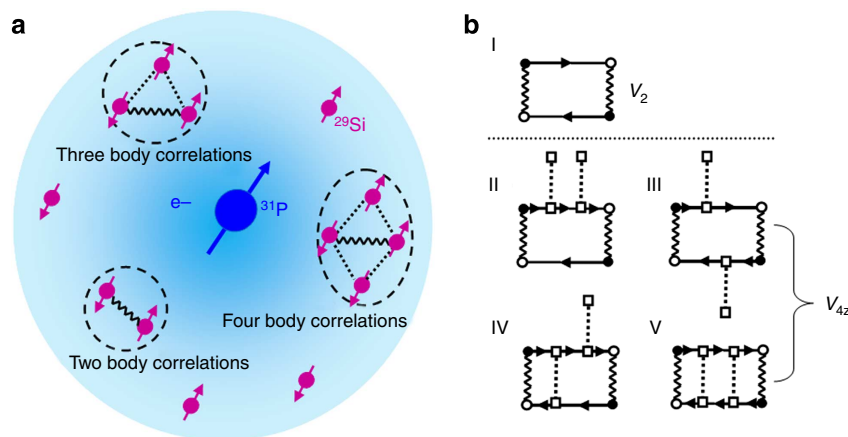 a
Three body correlations
29Si
e–
31P
Four body correlations
Two body correlations
b
I
V2
II
III
IV
V
V4z